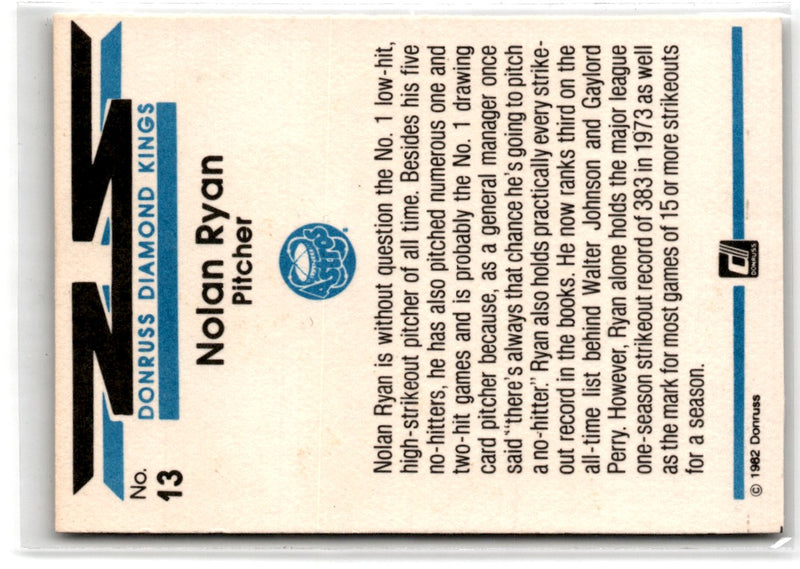 No.
13
DONRUSS DIAMOND KINGS
Nolan Ryan
Pitcher
Astros
Nolan Ryan is without question the No. 1 low-hit,
high-strikeout pitcher of all time. Besides his five
no-hitters, he has also pitched numerous one and
two-hit games and is probably the No. 1 drawing
card pitcher because, as a general manager once
said "there's always that chance he's going to pitch
a no-hitter." Ryan also holds practically every strike-
out record in the books. He now ranks third on the
all-time list behind Walter Johnson and Gaylord
Perry. However, Ryan alone holds the major league
one-season strikeout record of 383 in 1973 as well
as the mark for most games of 15 or more strikeouts
for a season.
DONRUSS
© 1982 Donruss